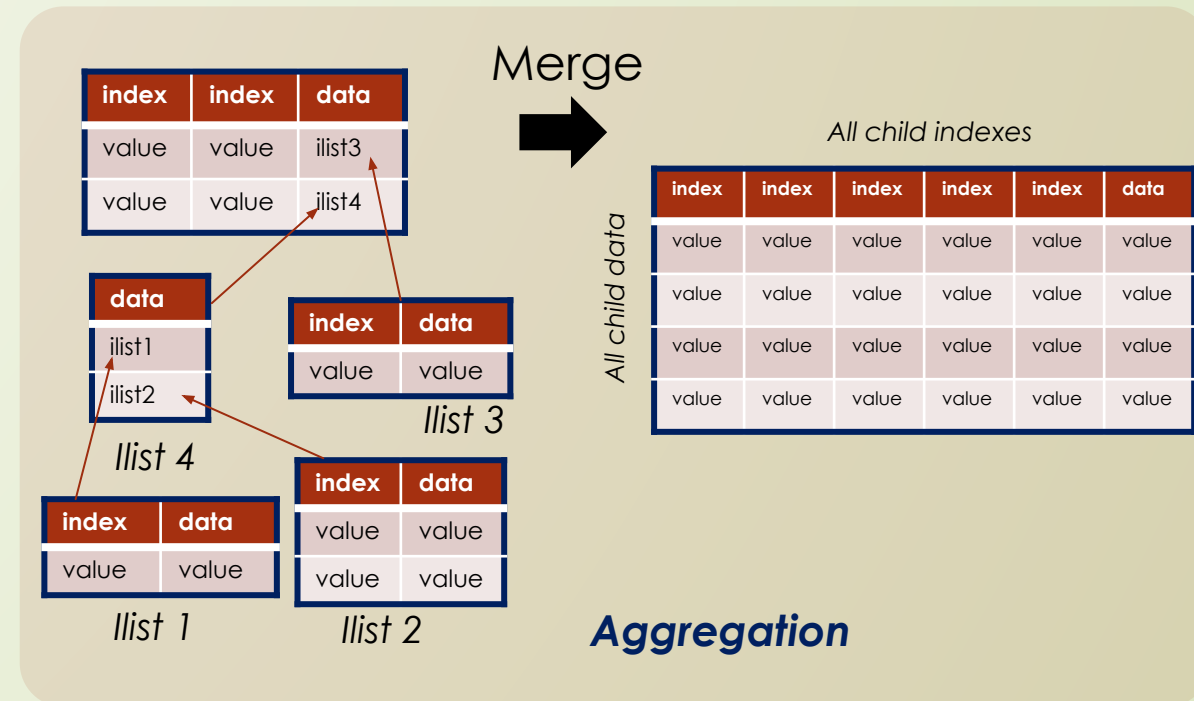 Merge
index index data
value value ilist3
value value ilist4
data
ilist1
ilist2
Ilist 4
index data
value value
Ilist 3
index data
value value
Ilist 1
index data
value value
value value
Ilist 2
All child indexes
All child data
index index index index index data
value value value value value value
value value value value value value
value value value value value value
value value value value value value
Aggregation